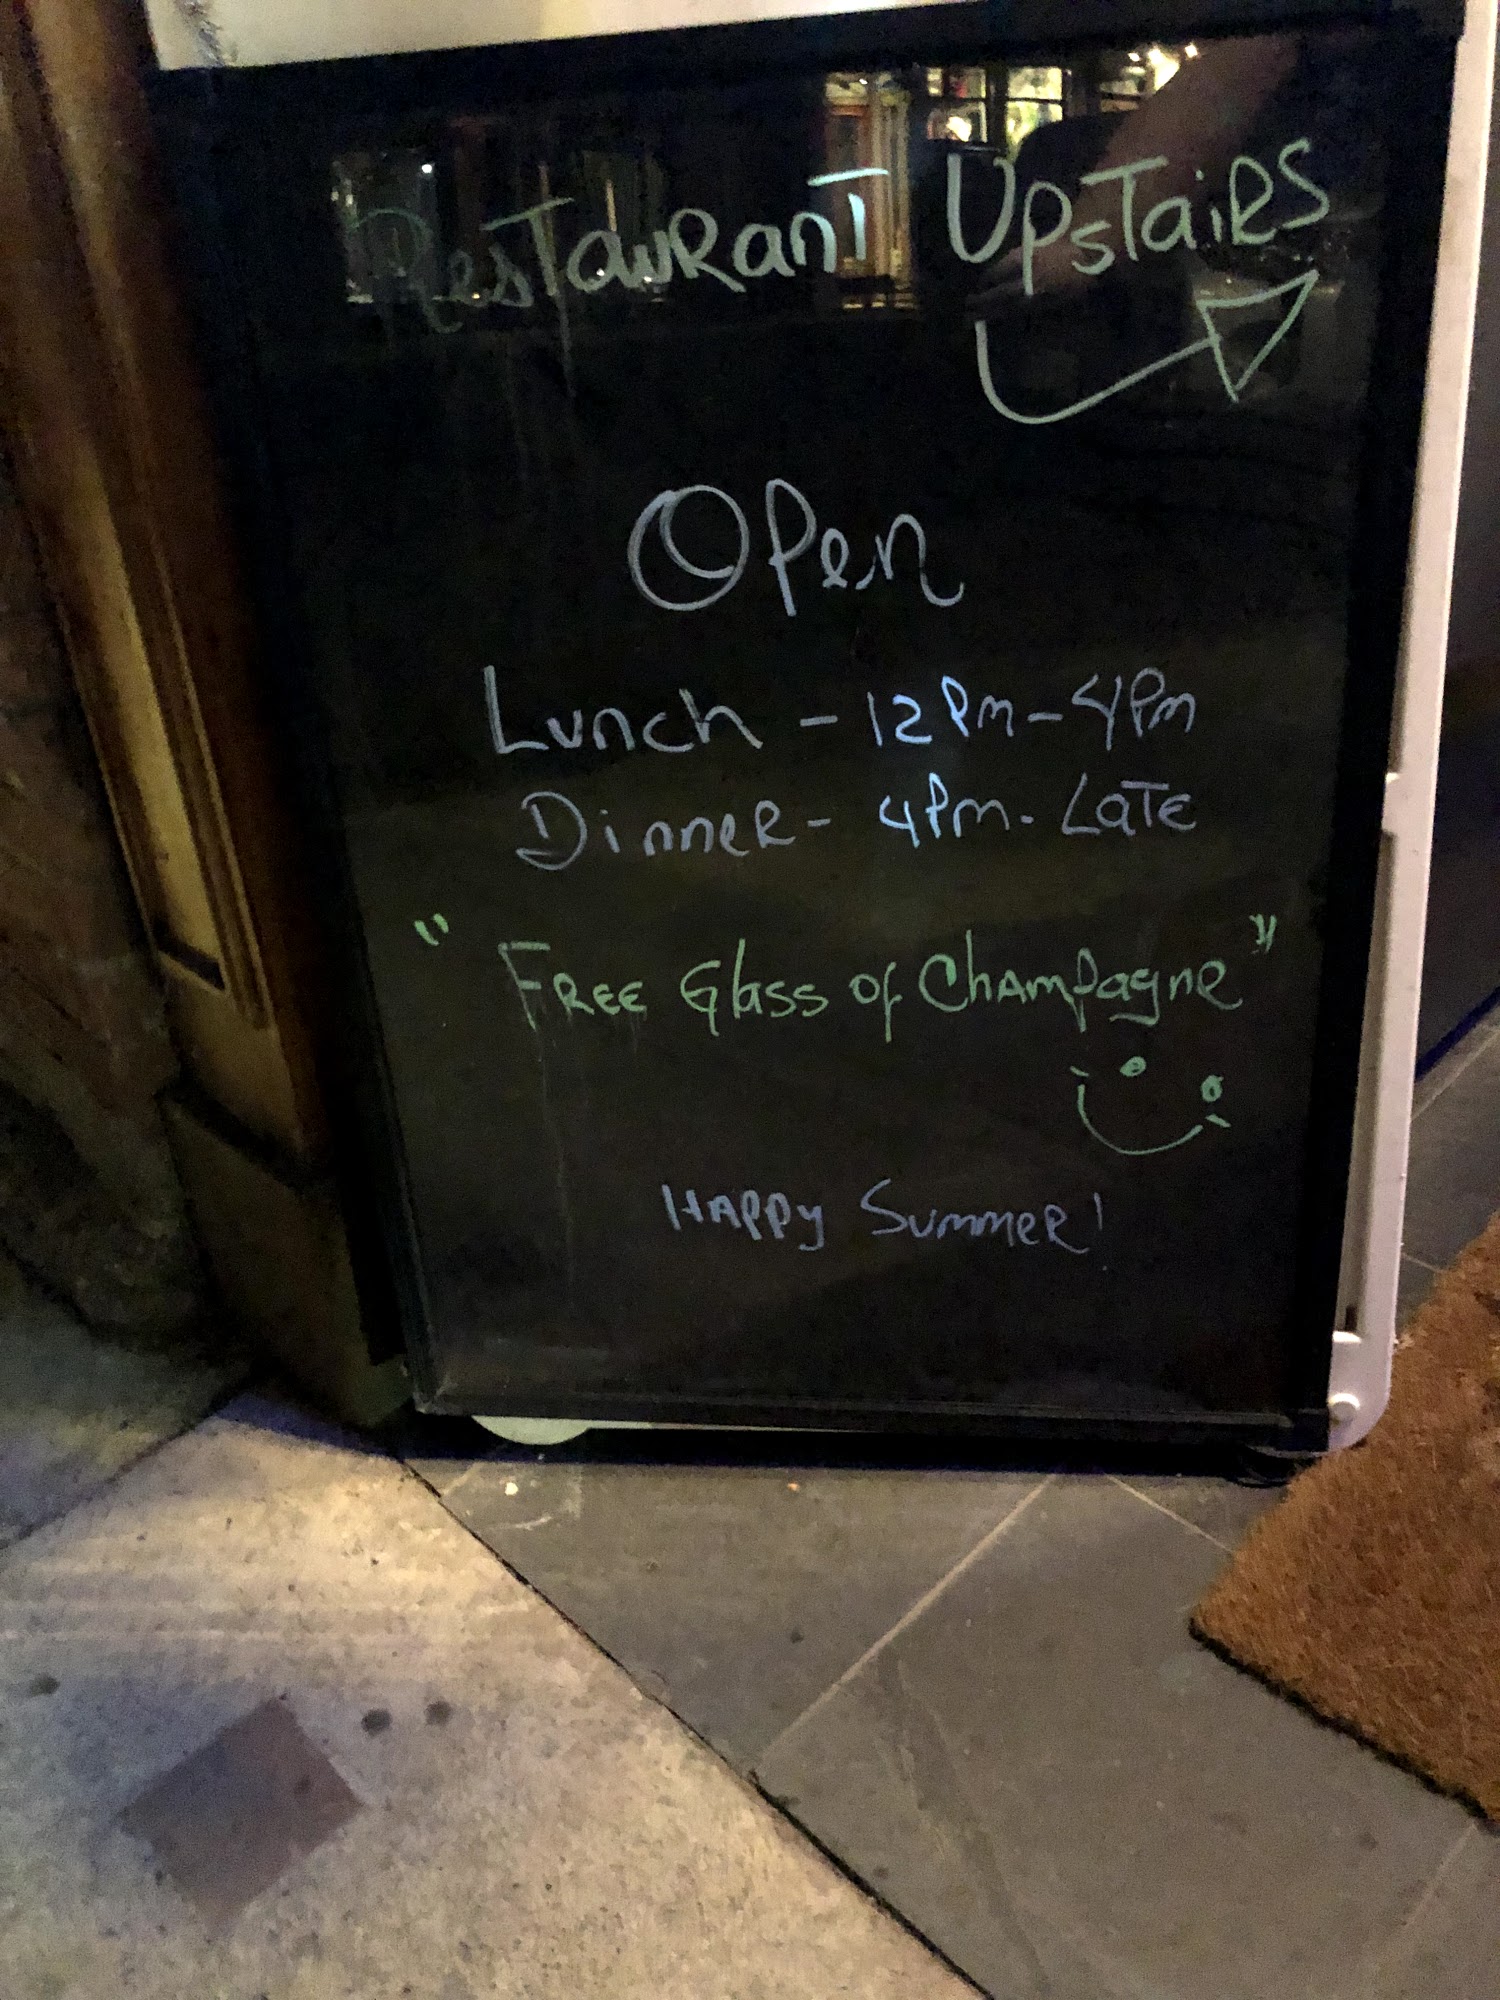 Restaurant Upstairs
Open
Lunch - 12Pm - 4Pm
Dinner - 4Pm - Late
"Free Glass of Champagne"
Happy Summer!